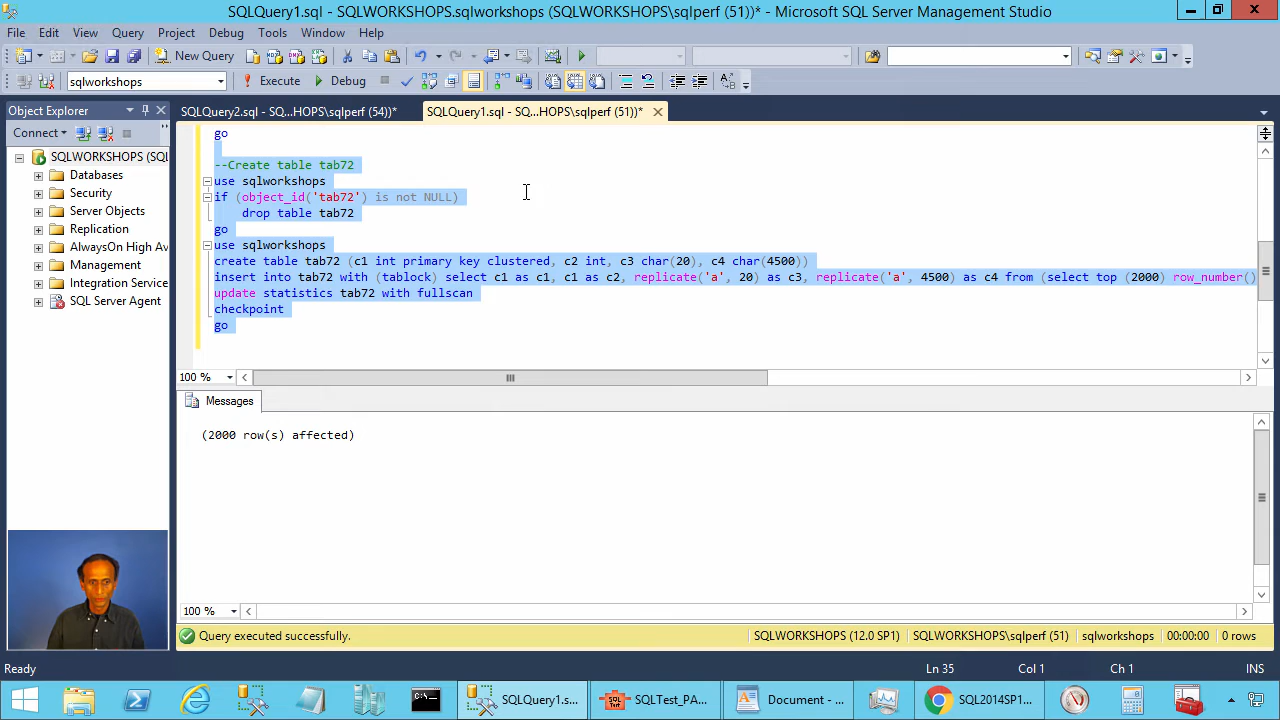 SQLQuery1.sql - SQLWORKSHOPS.sqlworkshops (SQLWORKSHOPS\sqlperf (51))* - Microsoft SQL Server Management Studio
File Edit View Query Project Debug Tools Window Help
New Query
sqlworkshops ! Execute Debug
Object Explorer
SQLQuery2.sql - SQ...HOPS\sqlperf (54))*
SQLQuery1.sql - SQ...HOPS\sqlperf (51))*
Connect
SQLWORKSHOPS (SQL
Databases
Security
Server Objects
Replication
AlwaysOn High Av
Management
Integration Service
SQL Server Agent
go
--Create table tab72
use sqlworkshops
if (object_id('tab72') is not NULL)
drop table tab72
go
use sqlworkshops
create table tab72 (c1 int primary key clustered, c2 int, c3 char(20), c4 char(4500))
insert into tab72 with (tablock) select c1 as c1, c1 as c2, replicate('a', 20) as c3, replicate('a', 4500) as c4 from (select top (2000) row_number()
update statistics tab72 with fullscan
checkpoint
go
100 %
Messages
(2000 row(s) affected)
100 %
Query executed successfully. SQLWORKSHOPS (12.0 SP1) SQLWORKSHOPS\sqlperf (51) sqlworkshops 00:00:00 0 rows
Ready Ln 35 Col 1 Ch 1 INS
SQLQuery1.s... SQLTest_PA... Document - ... SQL2014SP1...